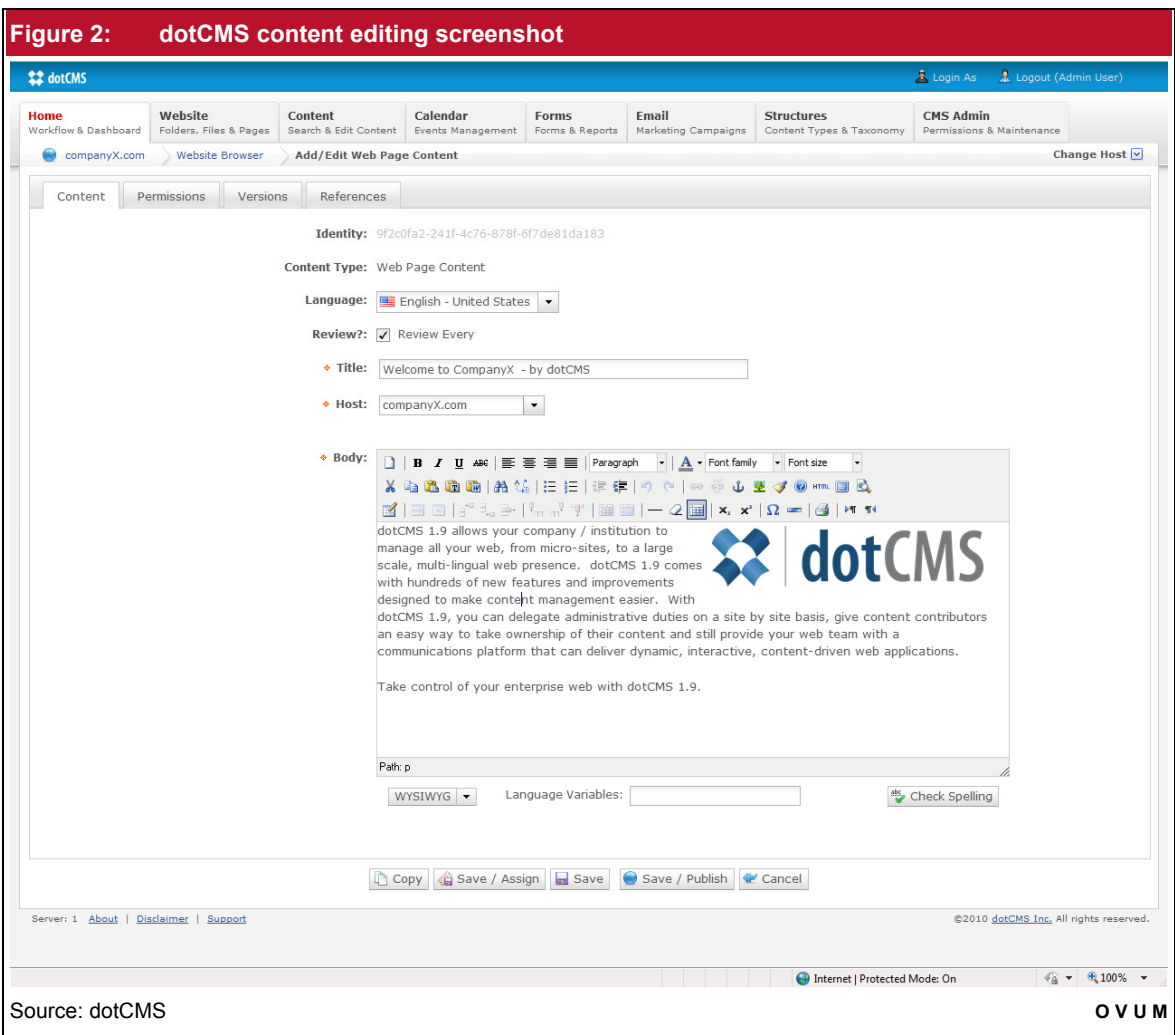 Figure 2: dotCMS content editing screenshot
dotCMS
Login As Logout (Admin User)
Home Website Content Calendar Forms Email Structures CMS Admin
Workflow & Dashboard Folders, Files & Pages Search & Edit Content Events Management Forms & Reports Marketing Campaigns Content Types & Taxonomy Permissions & Maintenance
companyX.com Website Browser Add/Edit Web Page Content Change Host
Content Permissions Versions References
Identity: 9f2c0fa2-241f-4c76-878f-6f7de81da183
Content Type: Web Page Content
Language: English - United States
Review?: Review Every
Title: Welcome to CompanyX - by dotCMS
Host: companyX.com
Body:
B I U ABC Paragraph A Font family Font size
HTML
x₂ x² Ω
dotCMS 1.9 allows your company / institution to
manage all your web, from micro-sites, to a large
scale, multi-lingual web presence. dotCMS 1.9 comes
with hundreds of new features and improvements
designed to make content management easier. With
dotCMS
dotCMS 1.9, you can delegate administrative duties on a site by site basis, give content contributors
an easy way to take ownership of their content and still provide your web team with a
communications platform that can deliver dynamic, interactive, content-driven web applications.
Take control of your enterprise web with dotCMS 1.9.
Path: p
WYSIWYG Language Variables: abc Check Spelling
Copy Save / Assign Save Save / Publish Cancel
Server: 1 About | Disclaimer | Support ©2010 dotCMS Inc. All rights reserved.
Internet | Protected Mode: On 100%
Source: dotCMS OVUM